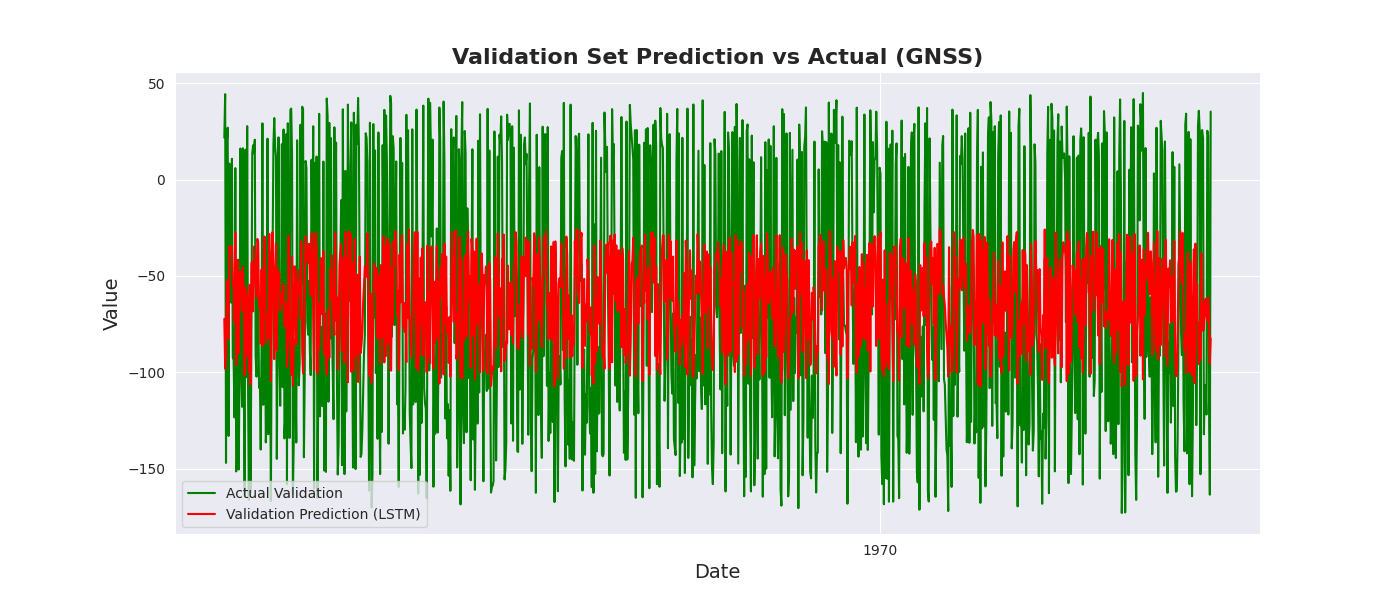 Validation Set Prediction vs Actual (GNSS)
50
0
−50
−100
−150
Value
Actual Validation
Validation Prediction (LSTM)
1970
Date